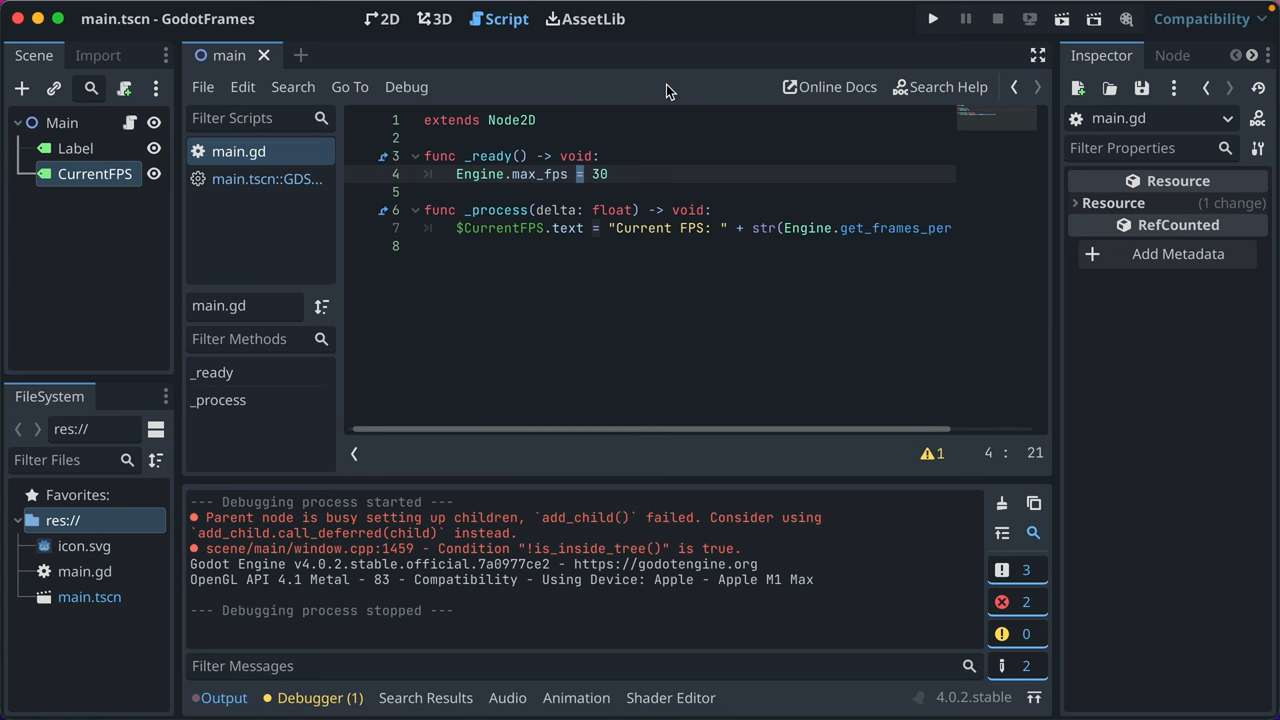 main.tscn - GodotFrames
2D
3D
Script
AssetLib
Compatibility
Scene
Import
main
Inspector
Node
File
Edit
Search
Go To
Debug
Online Docs
Search Help
Filter Scripts
main.gd
main.tscn::GDS...
Main
Label
CurrentFPS
1 extends Node2D
2
3 func _ready() -> void:
4 Engine.max_fps = 30
5
6 func _process(delta: float) -> void:
7 $CurrentFPS.text = "Current FPS: " + str(Engine.get_frames_per
8
main.gd
Filter Methods
_ready
_process
1
4 : 21
main.gd
Filter Properties
Resource
Resource
(1 change)
RefCounted
Add Metadata
FileSystem
res://
Filter Files
Favorites:
res://
icon.svg
main.gd
main.tscn
--- Debugging process started ---
Parent node is busy setting up children, `add_child()` failed. Consider using
`add_child.call_deferred(child)` instead.
scene/main/window.cpp:1459 - Condition "!is_inside_tree()" is true.
Godot Engine v4.0.2.stable.official.7a0977ce2 - https://godotengine.org
OpenGL API 4.1 Metal - 83 - Compatibility - Using Device: Apple - Apple M1 Max
--- Debugging process stopped ---
3
2
0
2
Filter Messages
Output
Debugger (1)
Search Results
Audio
Animation
Shader Editor
4.0.2.stable